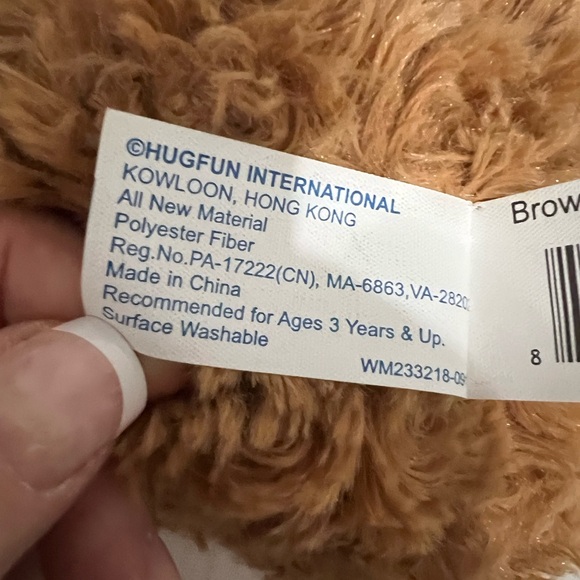 ©HUGFUN INTERNATIONAL
KOWLOON, HONG KONG
All New Material
Polyester Fiber
Reg.No.PA-17222(CN), MA-6863,VA-2820
Made in China
Recommended for Ages 3 Years & Up.
Surface Washable
WM233218-09
Brow
8